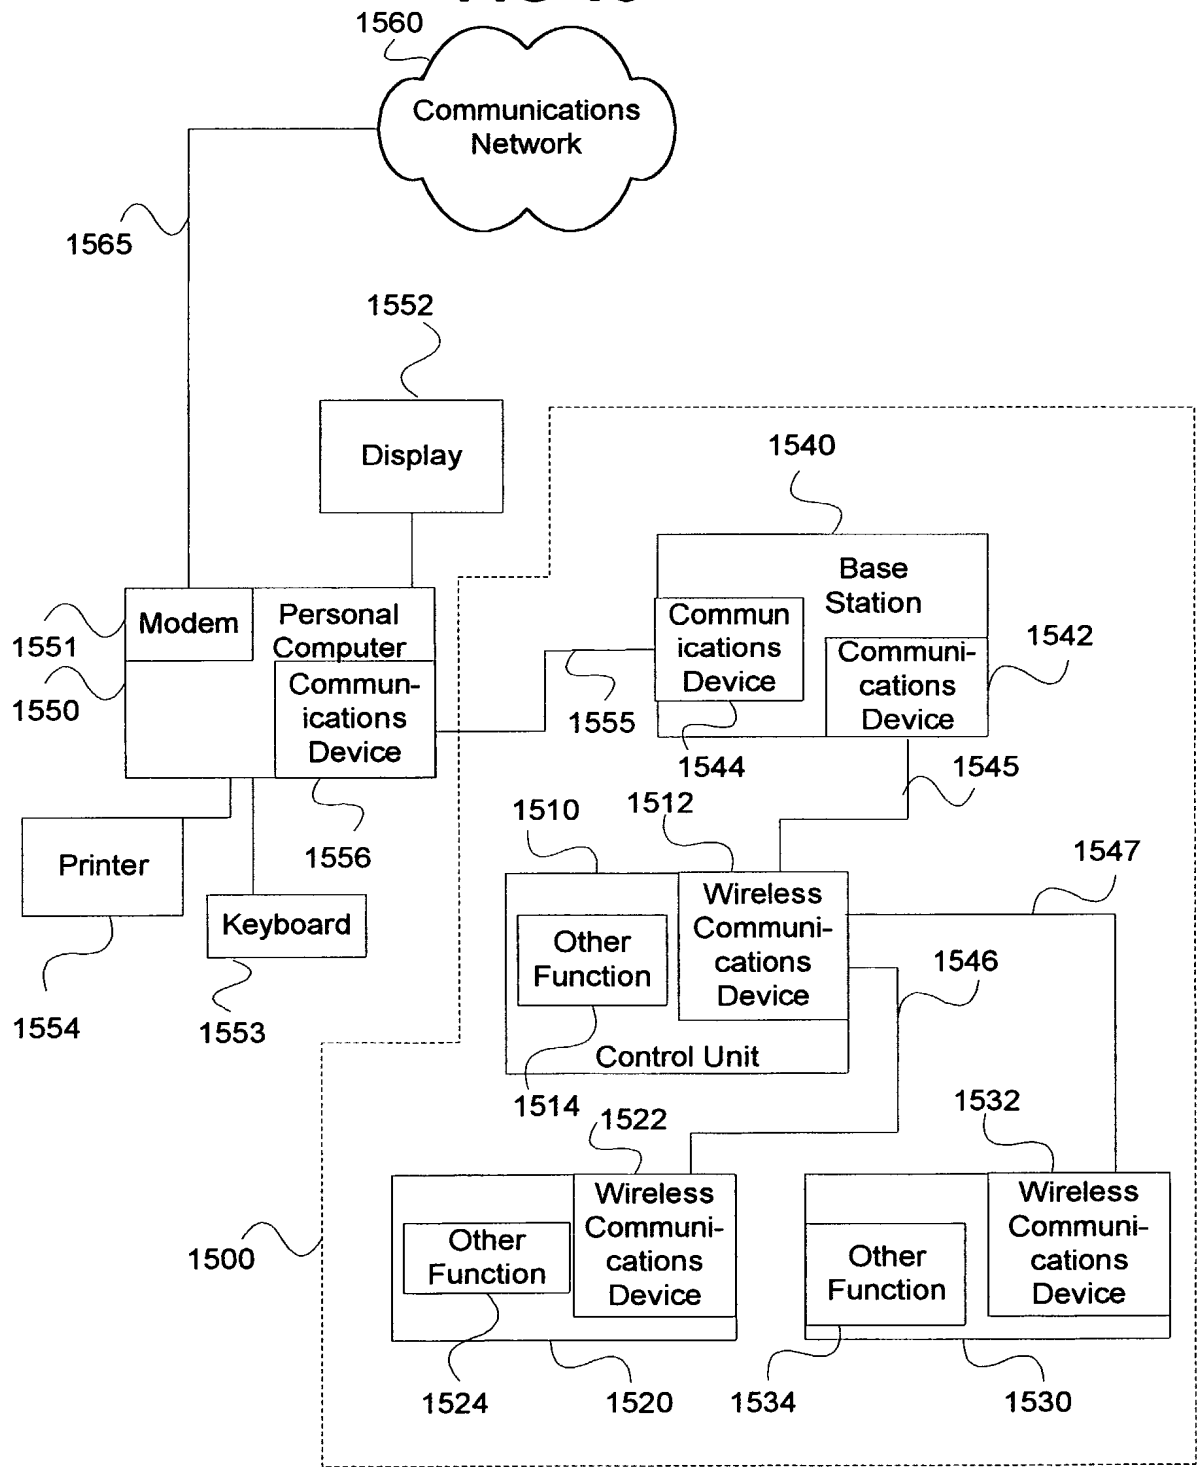 1560
Communications
Network
1565
1552
Display
1540
Base
Station
Modem
Personal
Computer
1551
1550
Commun-
ications
Device
Commun
ications
Device
Communi-
cations
Device
1542
1555
1544
1545
1556
Printer
Keyboard
1554
1553
1510
1512
1547
Wireless
Communi-
cations
Device
Other
Function
1546
Control Unit
1514
1522
1532
Wireless
Communi-
cations
Device
Other
Function
Wireless
Communi-
cations
Device
Other
Function
1500
1524
1520
1534
1530